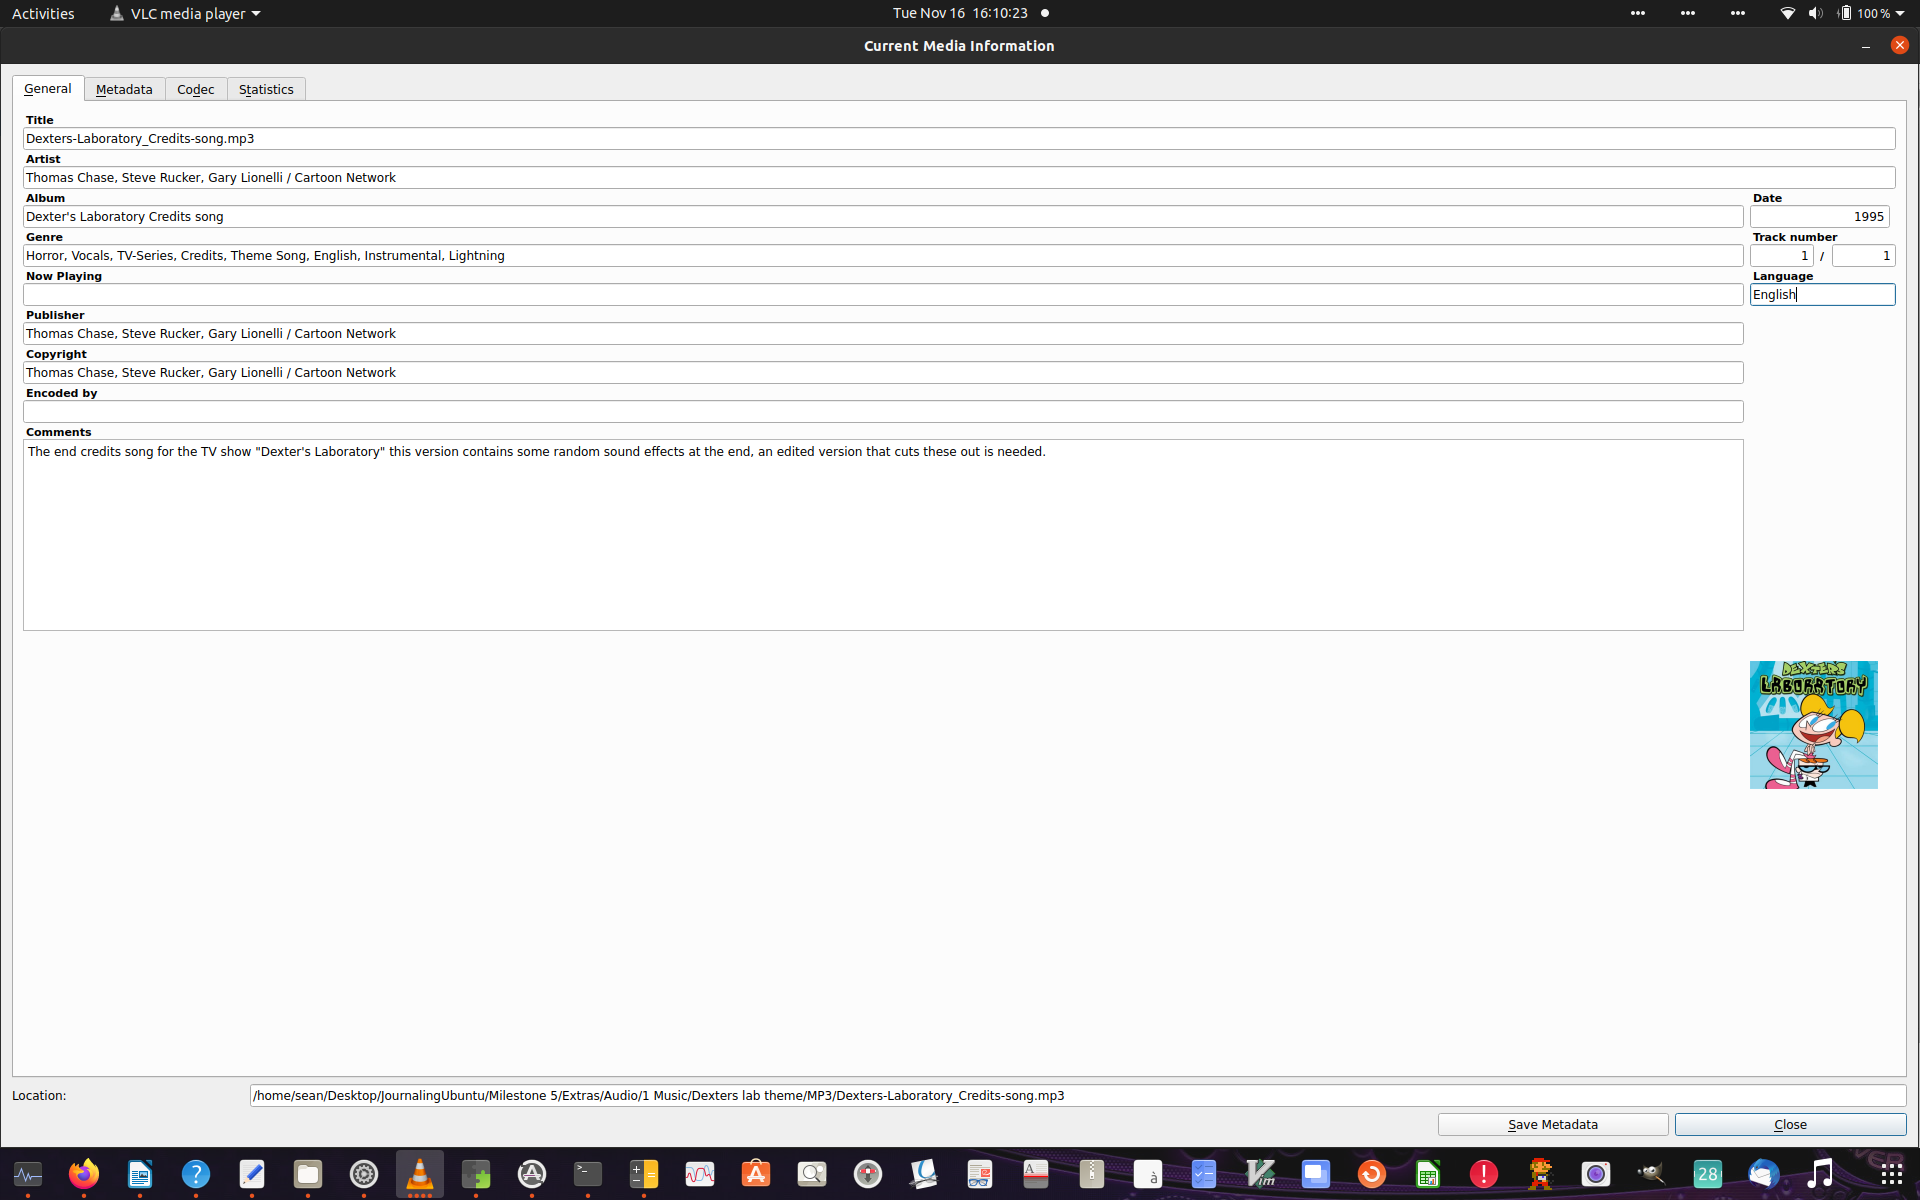 Activities VLC media player Tue Nov 16 16:10:23 100 %
Current Media Information
General Metadata Codec Statistics
Title
Dexters-Laboratory_Credits-song.mp3
Artist
Thomas Chase, Steve Rucker, Gary Lionelli / Cartoon Network
Album Date
Dexter's Laboratory Credits song 1995
Genre Track number
Horror, Vocals, TV-Series, Credits, Theme Song, English, Instrumental, Lightning 1 / 1
Now Playing Language
English
Publisher
Thomas Chase, Steve Rucker, Gary Lionelli / Cartoon Network
Copyright
Thomas Chase, Steve Rucker, Gary Lionelli / Cartoon Network
Encoded by
Comments
The end credits song for the TV show "Dexter's Laboratory" this version contains some random sound effects at the end, an edited version that cuts these out is needed.
DEXTER'S
LABORATORY
Location: /home/sean/Desktop/JournalingUbuntu/Milestone 5/Extras/Audio/1 Music/Dexters lab theme/MP3/Dexters-Laboratory_Credits-song.mp3
Save Metadata Close
? >_ A à Vim ! 28